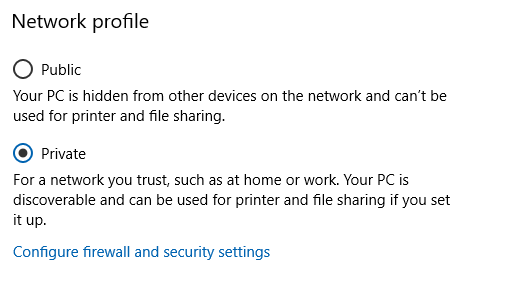 Network profile
Public
Your PC is hidden from other devices on the network and can't be
used for printer and file sharing.
Private
For a network you trust, such as at home or work. Your PC is
discoverable and can be used for printer and file sharing if you set
it up.
Configure firewall and security settings